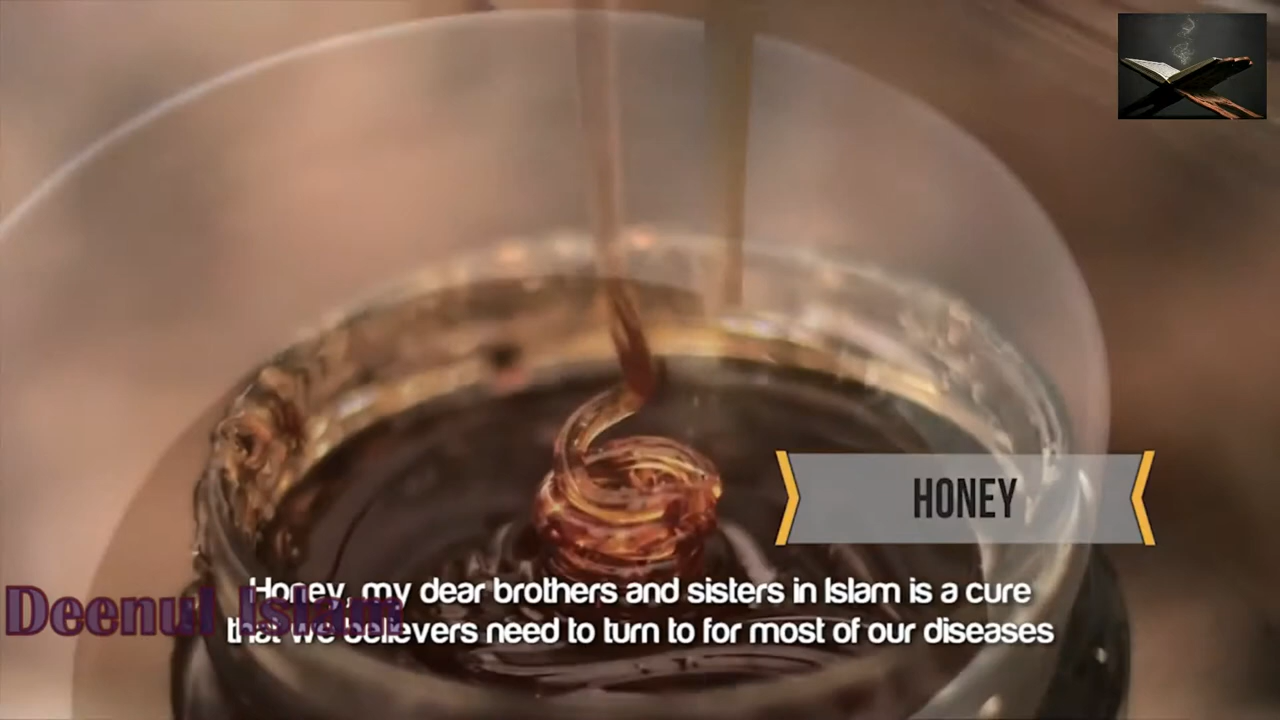 HONEY
Honey, my dear brothers and sisters in Islam is a cure
that we believers need to turn to for most of our diseases
Deenul Islam